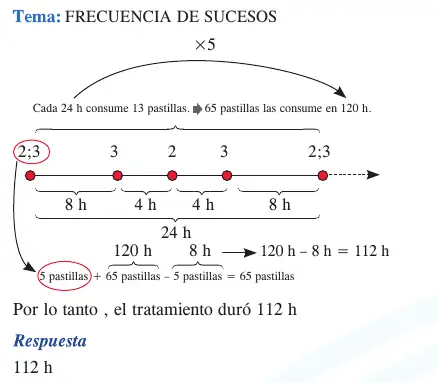 Tema: FRECUENCIA DE SUCESOS
×5
Cada 24 h consume 13 pastillas. ➡ 65 pastillas las consume en 120 h.
2;3 3 2 3 2;3
8 h 4 h 4 h 8 h
24 h
120 h 8 h ⟶ 120 h – 8 h = 112 h
5 pastillas + 65 pastillas – 5 pastillas = 65 pastillas
Por lo tanto , el tratamiento duró 112 h
Respuesta
112 h